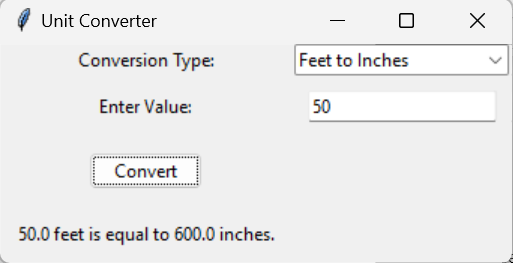 Unit Converter
Conversion Type: Feet to Inches
Enter Value: 50
Convert
50.0 feet is equal to 600.0 inches.